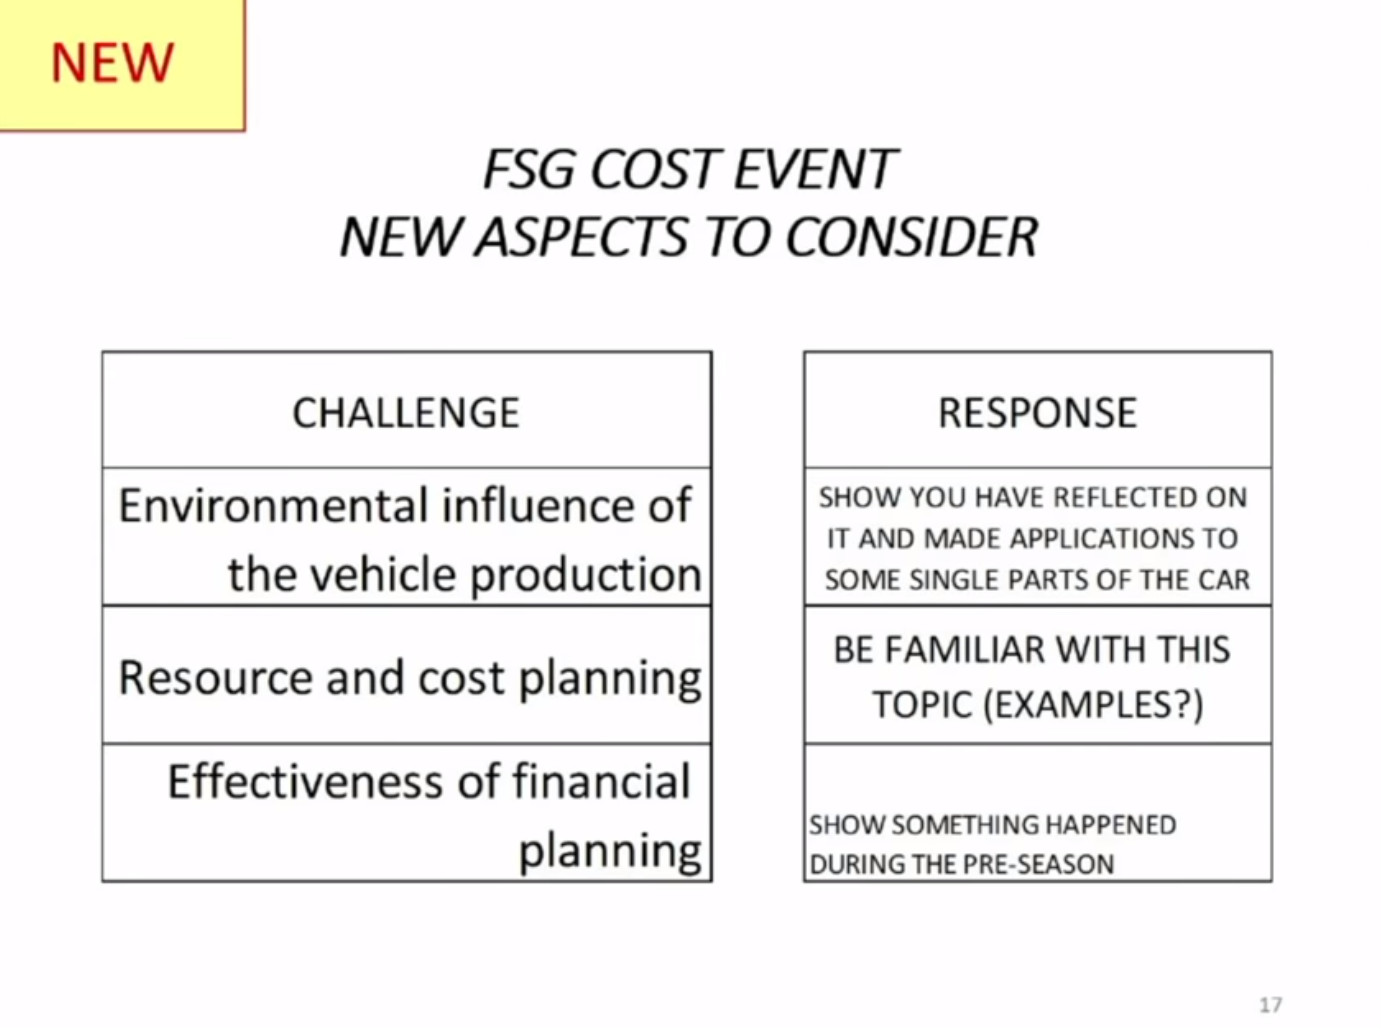 NEW
FSG COST EVENT
NEW ASPECTS TO CONSIDER
CHALLENGE
Environmental influence of
the vehicle production
Resource and cost planning
Effectiveness of financial
planning
RESPONSE
SHOW YOU HAVE REFLECTED ON
IT AND MADE APPLICATIONS TO
SOME SINGLE PARTS OF THE CAR
BE FAMILIAR WITH THIS
TOPIC (EXAMPLES?)
SHOW SOMETHING HAPPENED
DURING THE PRE-SEASON
17